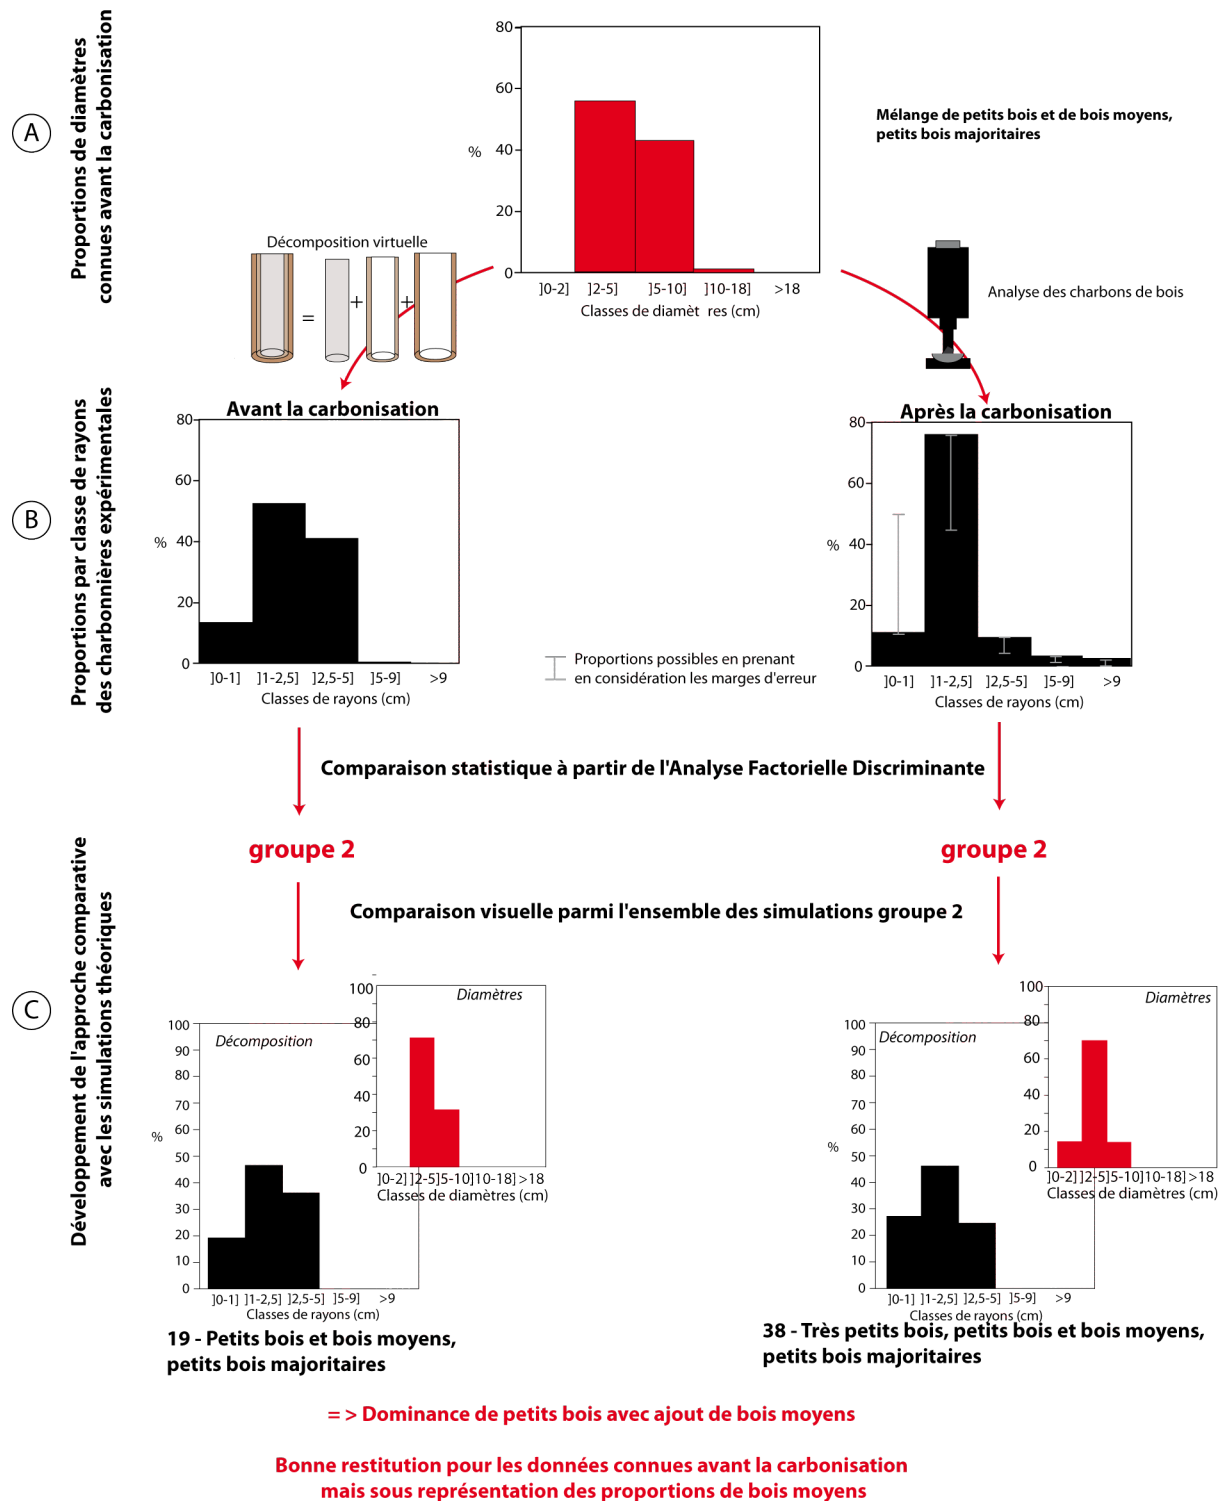 A
Proportions de diamètres
connues avant la carbonisation
80
60
40
20
0
%
]0-2] ]2-5] ]5-10] ]10-18] >18
Classes de diamèt res (cm)
Mélange de petits bois et de bois moyens,
petits bois majoritaires
Décomposition virtuelle
= + +
Analyse des charbons de bois
B
Proportions par classe de rayons
des charbonnières expérimentales
Avant la carbonisation
80
60
40
20
0
%
]0-1] ]1-2,5] ]2,5-5] ]5-9] >9
Classes de rayons (cm)
Proportions possibles en prenant
en considération les marges d'erreur
Après la carbonisation
80
60
40
20
0
%
]0-1] ]1-2,5] ]2,5-5] ]5-9] >9
Classes de rayons (cm)
Comparaison statistique à partir de l'Analyse Factorielle Discriminante
groupe 2
groupe 2
Comparaison visuelle parmi l'ensemble des simulations groupe 2
C
Développement de l'approche comparative
avec les simulations théoriques
Décomposition
100
90
80
70
60
50
40
30
20
10
0
%
]0-1] ]1-2,5] ]2,5-5] ]5-9] >9
Classes de rayons (cm)
Diamètres
100
80
60
40
20
0
]0-2] ]2-5] ]5-10] ]10-18] >18
Classes de diamètres (cm)
19 - Petits bois et bois moyens,
petits bois majoritaires
Décomposition
100
90
80
70
60
50
40
30
20
10
0
%
]0-1] ]1-2,5] ]2,5-5] ]5-9] >9
Classes de rayons (cm)
Diamètres
100
80
60
40
20
0
]0-2] ]2-5] ]5-10] ]10-18] >18
Classes de diamètres (cm)
38 - Très petits bois, petits bois et bois moyens,
petits bois majoritaires
= > Dominance de petits bois avec ajout de bois moyens
Bonne restitution pour les données connues avant la carbonisation
mais sous représentation des proportions de bois moyens